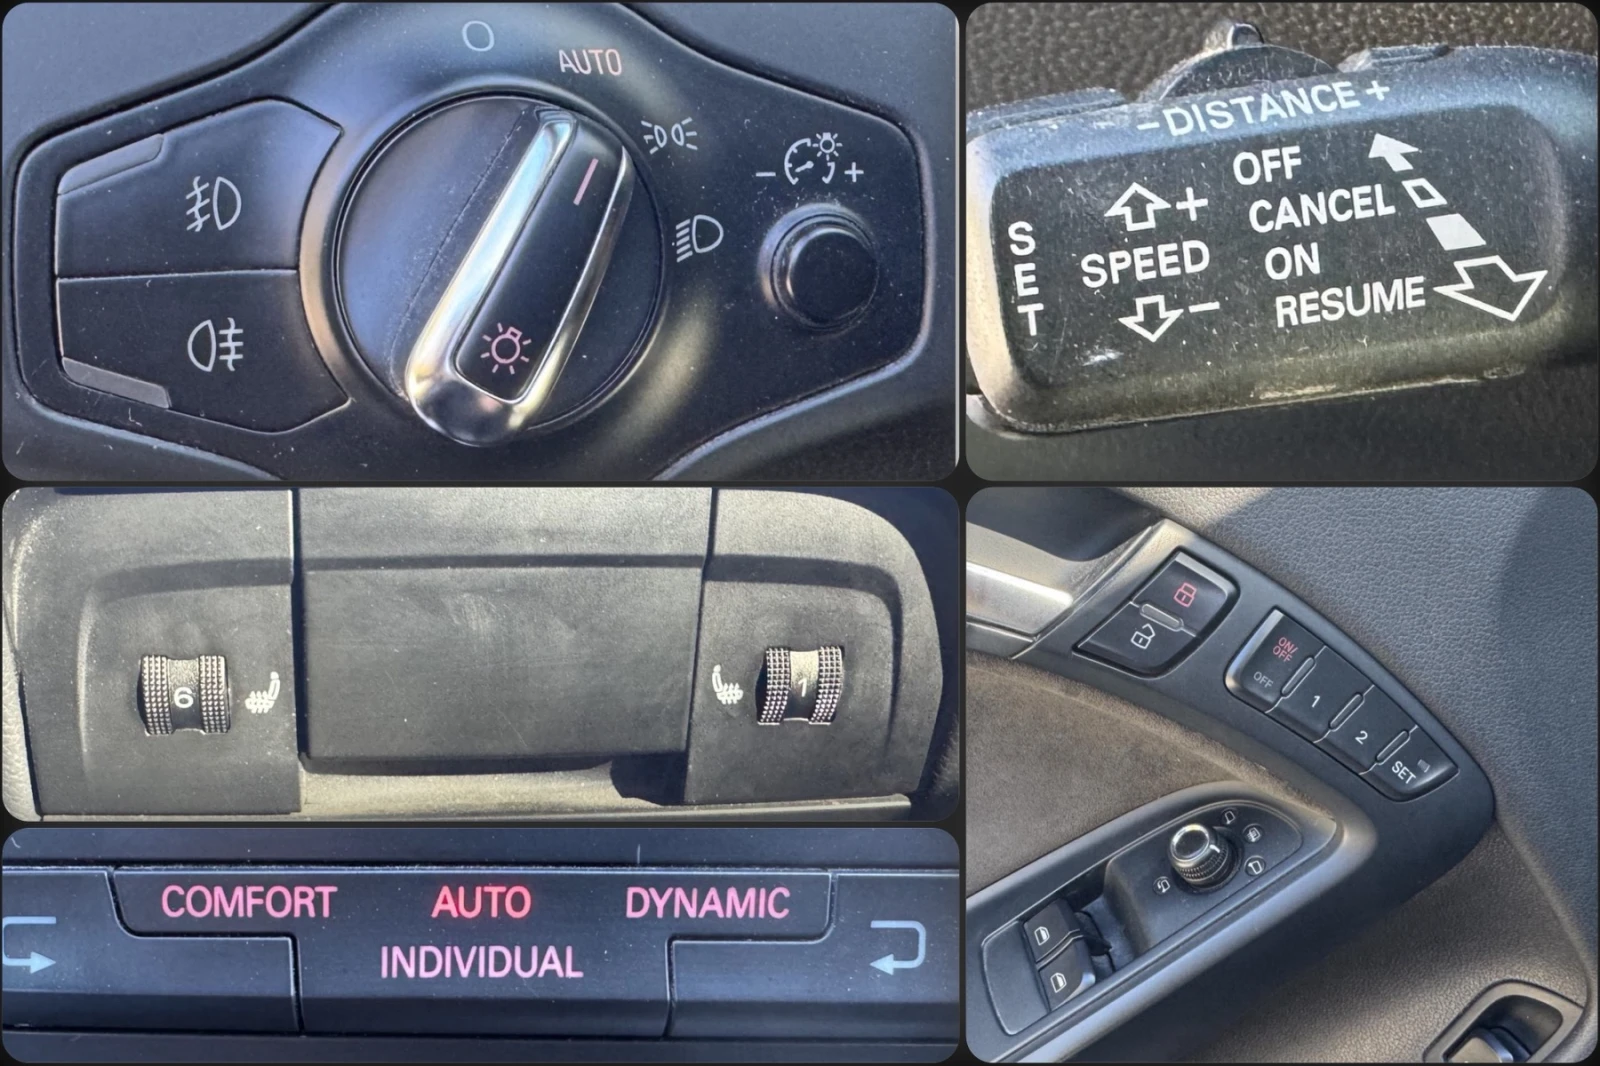 O
AUTO
- +
- DISTANCE +
OFF
CANCEL
ON
RESUME
SET
+
SPEED
-
6
1
ON/
OFF
OFF
1
2
SET
COMFORT AUTO DYNAMIC
INDIVIDUAL